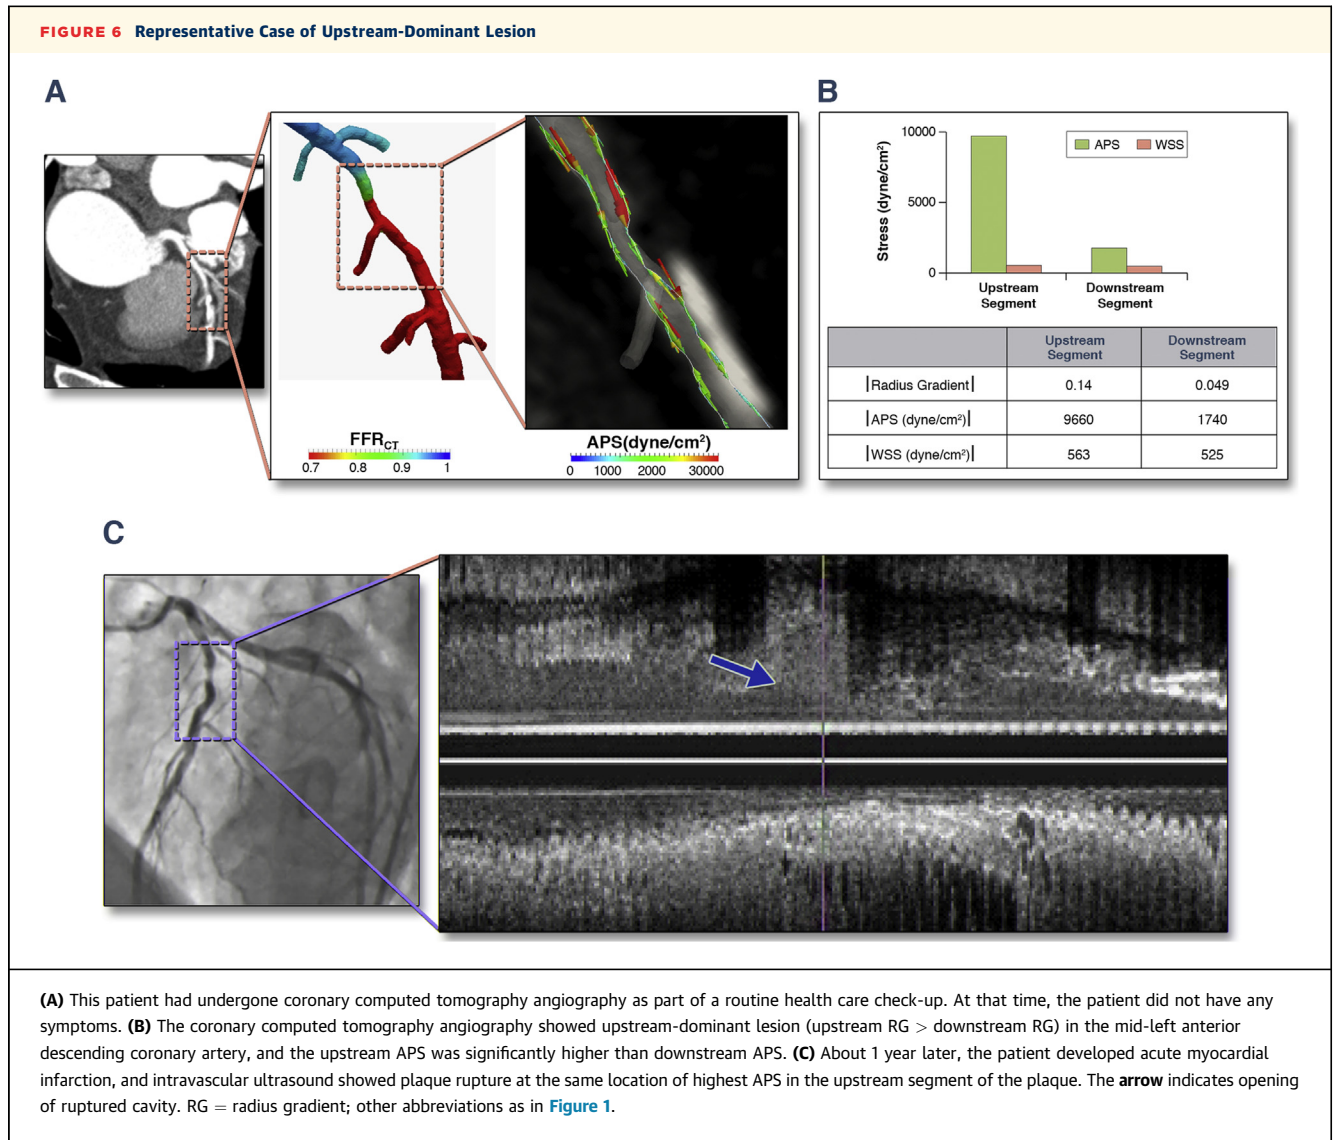 FIGURE 6 Representative Case of Upstream-Dominant Lesion
A
FFRCT
0.7 0.8 0.9 1
APS(dyne/cm²)
0 1000 2000 30000
B
10000
5000
0
Stress (dyne/cm²)
APS WSS
Upstream Segment
Downstream Segment
Upstream Segment Downstream Segment
|Radius Gradient| 0.14 0.049
|APS (dyne/cm²)| 9660 1740
|WSS (dyne/cm²)| 563 525
C
(A) This patient had undergone coronary computed tomography angiography as part of a routine health care check-up. At that time, the patient did not have any
symptoms. (B) The coronary computed tomography angiography showed upstream-dominant lesion (upstream RG > downstream RG) in the mid-left anterior
descending coronary artery, and the upstream APS was significantly higher than downstream APS. (C) About 1 year later, the patient developed acute myocardial
infarction, and intravascular ultrasound showed plaque rupture at the same location of highest APS in the upstream segment of the plaque. The arrow indicates opening
of ruptured cavity. RG = radius gradient; other abbreviations as in Figure 1.